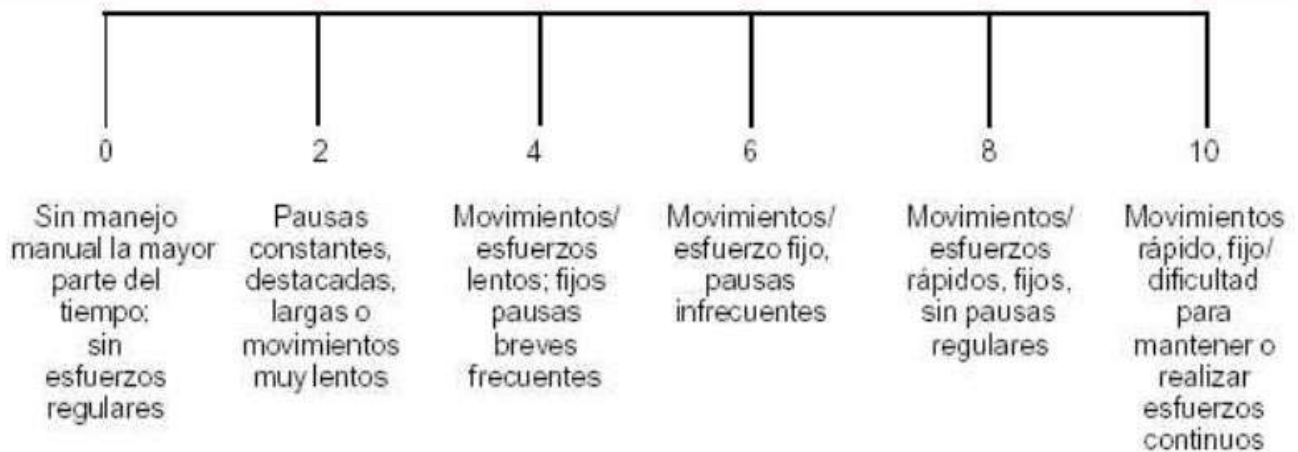 0
2
4
6
8
10
Sin manejo
manual la mayor
parte del
tiempo;
sin
esfuerzos
regulares
Pausas
constantes,
destacadas,
largas o
movimientos
muy lentos
Movimientos/
esfuerzos
lentos; fijos
pausas
breves
frecuentes
Movimientos/
esfuerzo fijo,
pausas
infrecuentes
Movimientos/
esfuerzos
rápidos, fijos,
sin pausas
regulares
Movimientos
rápido, fijo/
dificultad
para
mantener o
realizar
esfuerzos
continuos